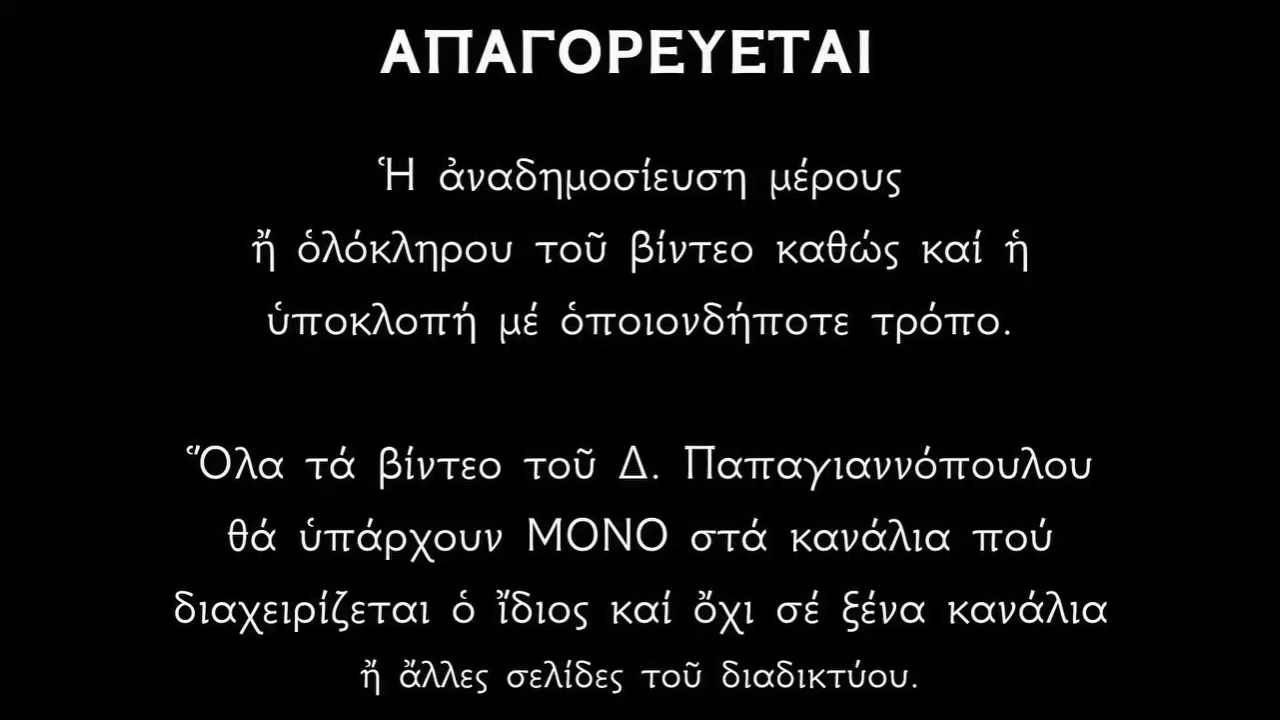 ΑΠΑΓΟΡΕΥΕΤΑΙ
Ἡ ἀναδημοσίευση μέρους
ἤ ὁλόκληρου τοῦ βίντεο καθώς καί ἡ
ὑποκλοπή μέ ὁποιονδήποτε τρόπο.
Ὅλα τά βίντεο τοῦ Δ. Παπαγιαννόπουλου
θά ὑπάρχουν ΜΟΝΟ στά κανάλια πού
διαχειρίζεται ὁ ἴδιος καί ὄχι σέ ξένα κανάλια
ἤ ἄλλες σελίδες τοῦ διαδικτύου.